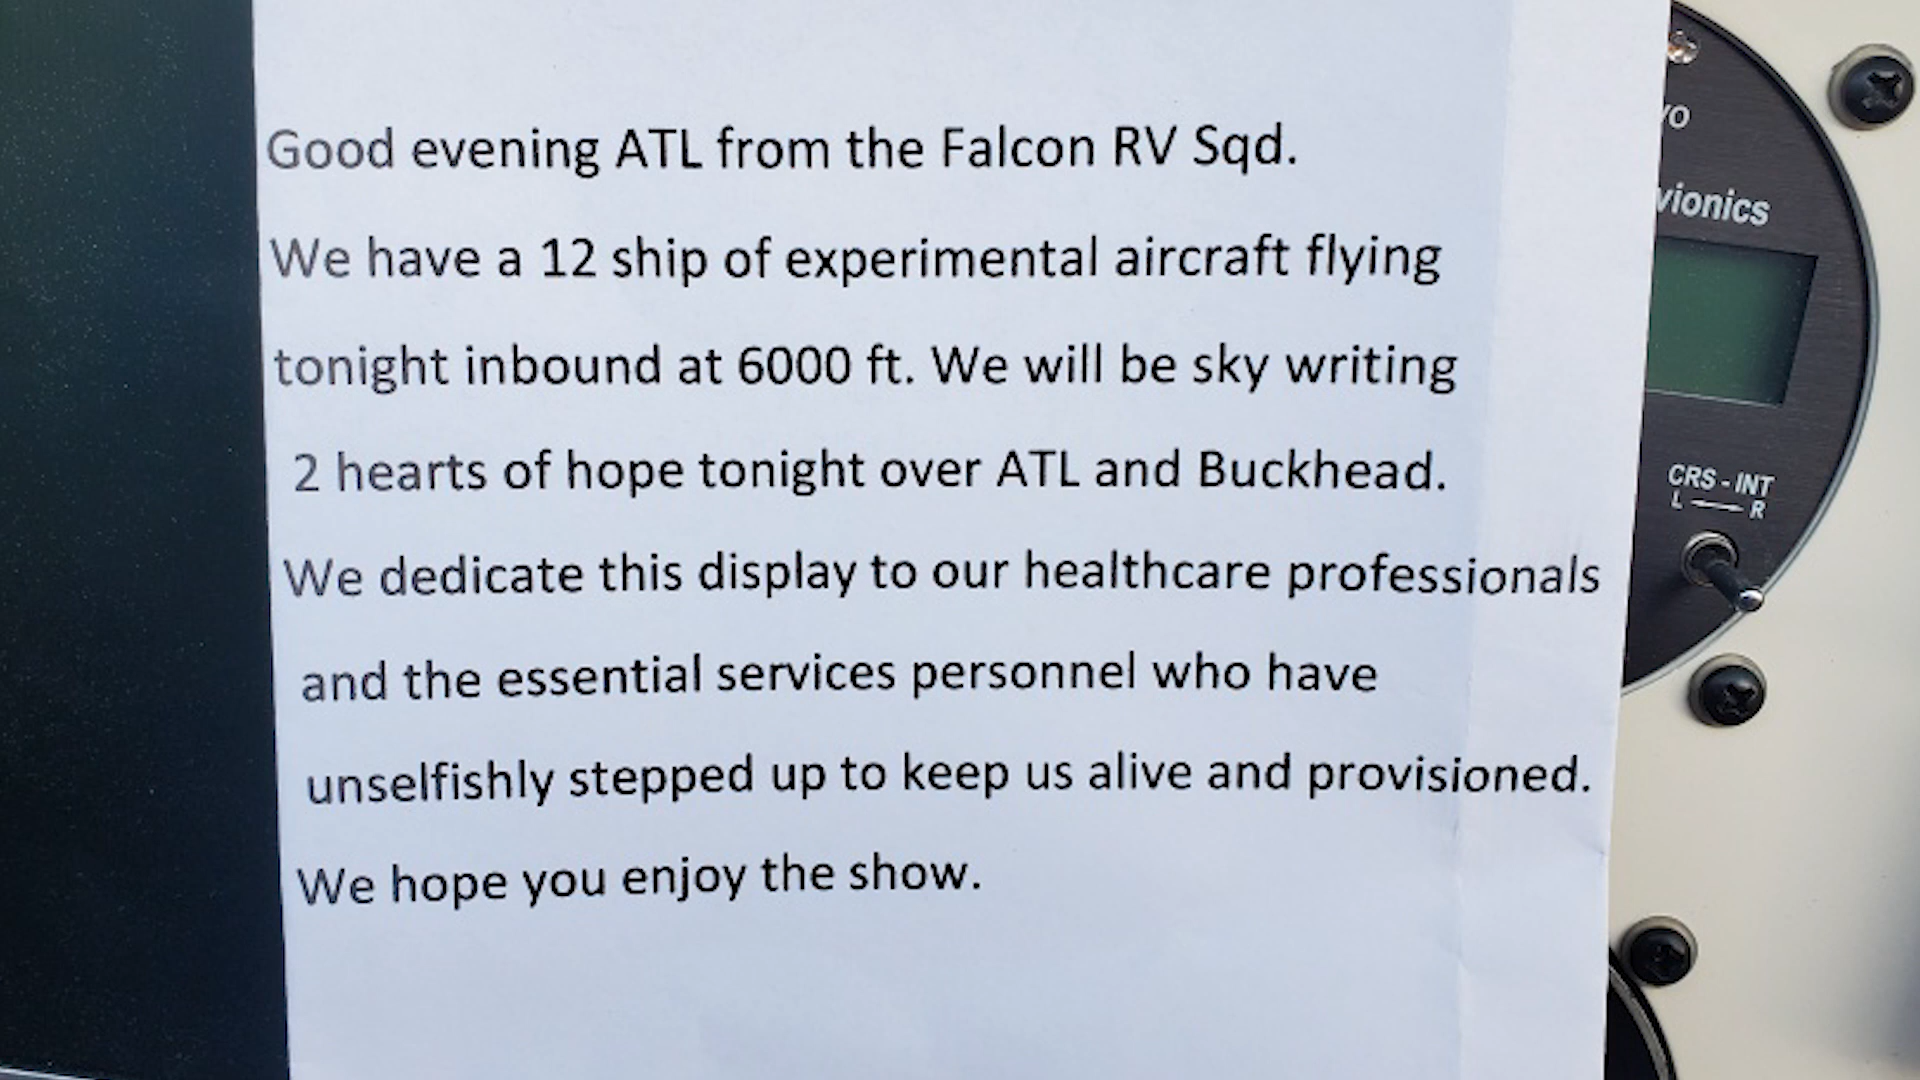 Good evening ATL from the Falcon RV Sqd.
We have a 12 ship of experimental aircraft flying
tonight inbound at 6000 ft. We will be sky writing
2 hearts of hope tonight over ATL and Buckhead.
We dedicate this display to our healthcare professionals
and the essential services personnel who have
unselfishly stepped up to keep us alive and provisioned.
We hope you enjoy the show.
vionics
CRS - INT
L R